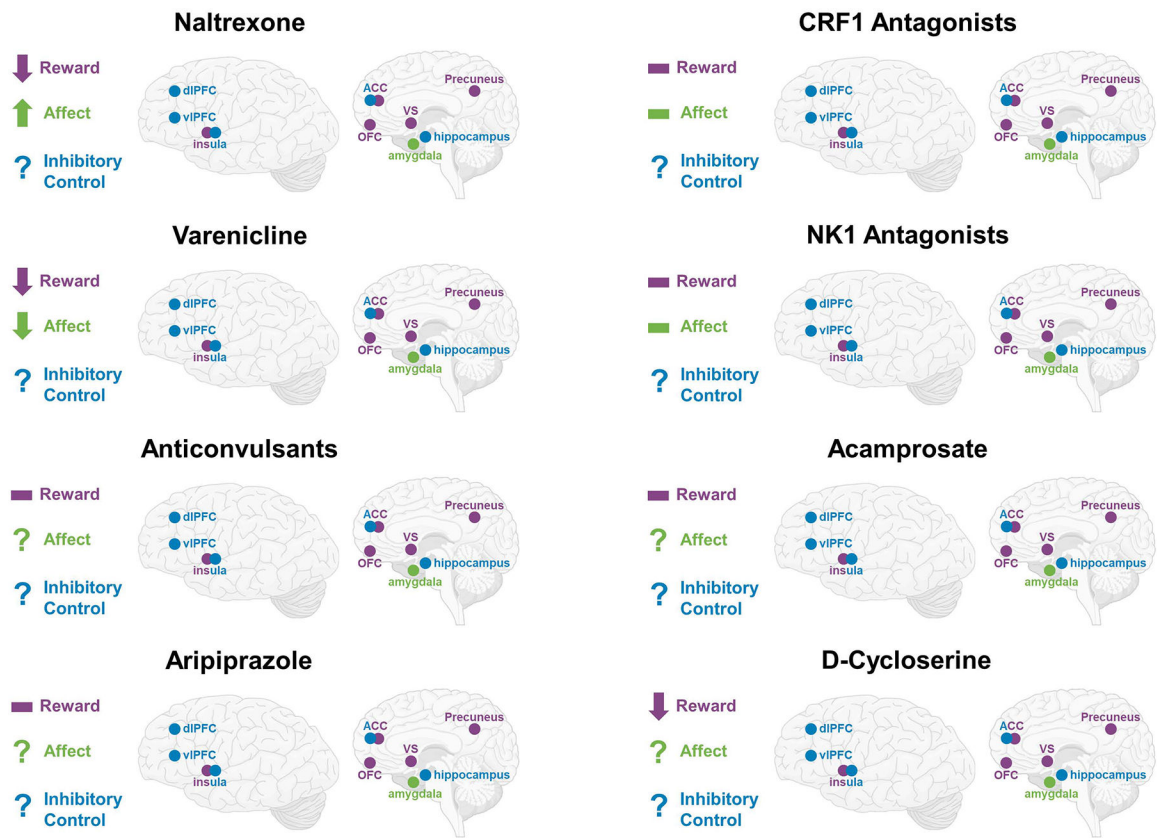 Naltrexone
Reward
Affect
?
Inhibitory
Control
dlPFC
vlPFC
insula
ACC
Precuneus
VS
OFC
hippocampus
amygdala
CRF1 Antagonists
Reward
Affect
?
Inhibitory
Control
dlPFC
vlPFC
insula
ACC
Precuneus
VS
OFC
hippocampus
amygdala
Varenicline
Reward
Affect
?
Inhibitory
Control
dlPFC
vlPFC
insula
ACC
Precuneus
VS
OFC
hippocampus
amygdala
NK1 Antagonists
Reward
Affect
?
Inhibitory
Control
dlPFC
vlPFC
insula
ACC
Precuneus
VS
OFC
hippocampus
amygdala
Anticonvulsants
Reward
? Affect
?
Inhibitory
Control
dlPFC
vlPFC
insula
ACC
Precuneus
VS
OFC
hippocampus
amygdala
Acamprosate
Reward
? Affect
?
Inhibitory
Control
dlPFC
vlPFC
insula
ACC
Precuneus
VS
OFC
hippocampus
amygdala
Aripiprazole
Reward
? Affect
?
Inhibitory
Control
dlPFC
vlPFC
insula
ACC
Precuneus
VS
OFC
hippocampus
amygdala
D-Cycloserine
Reward
? Affect
?
Inhibitory
Control
dlPFC
vlPFC
insula
ACC
Precuneus
VS
OFC
hippocampus
amygdala